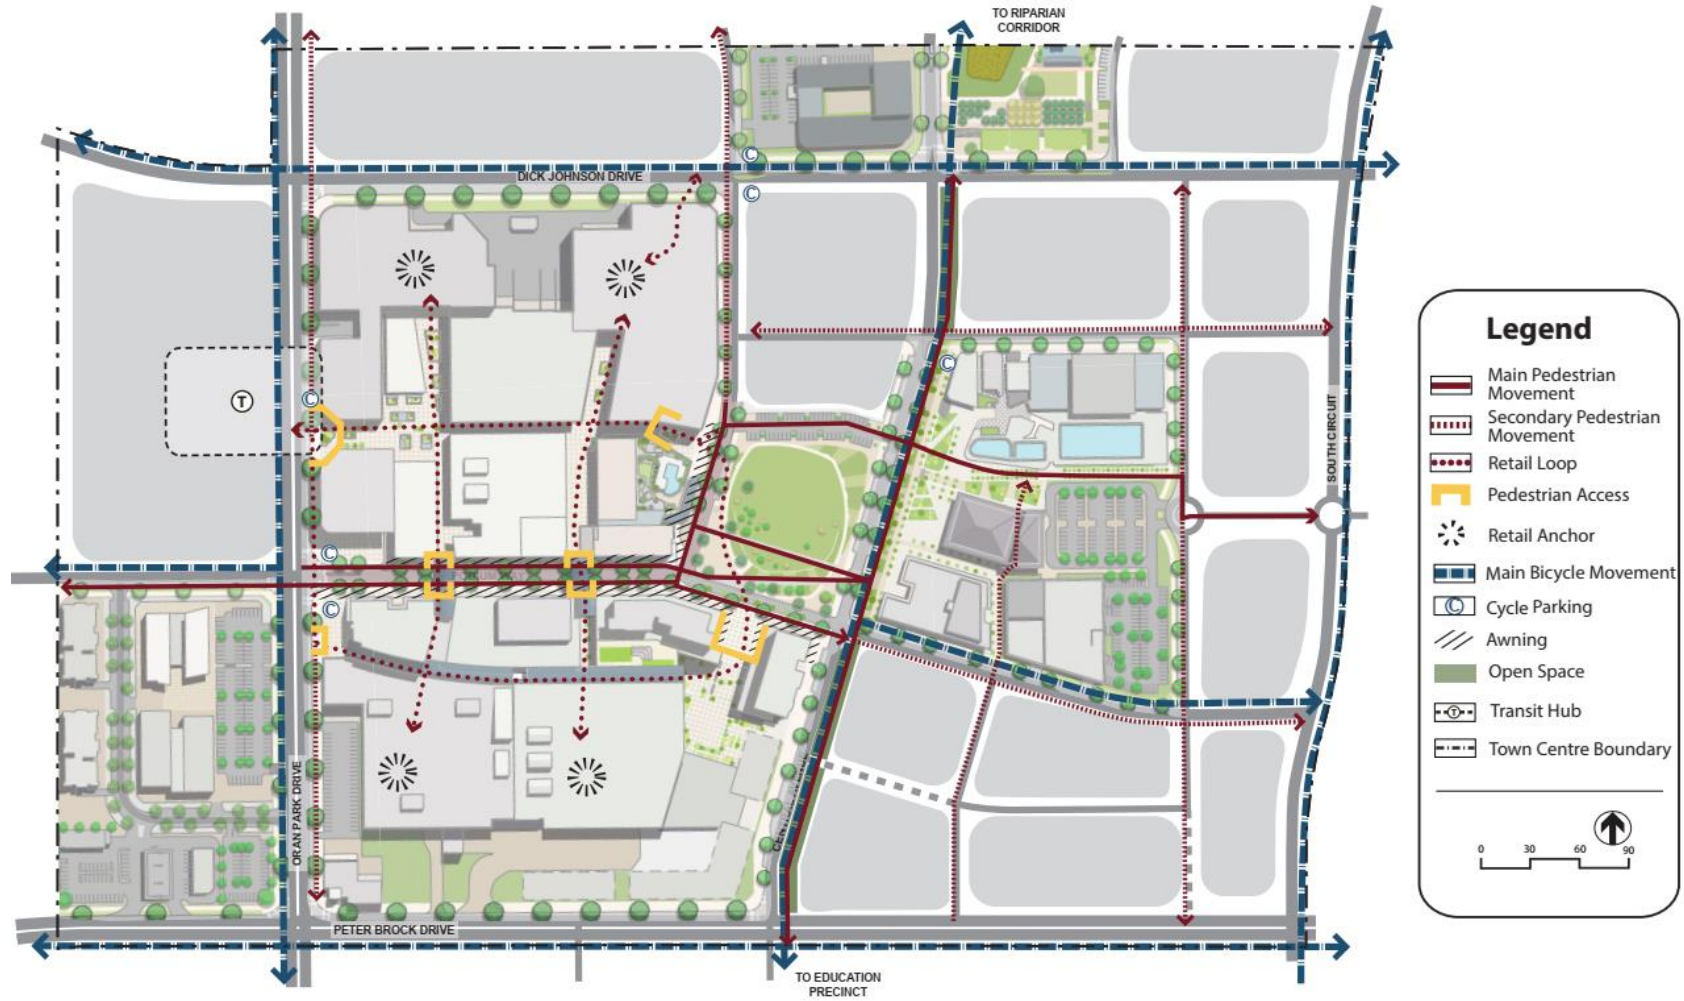 TO RIPARIAN
CORRIDOR
C
DICK JOHNSON DRIVE
C
C
T
C
SOUTH CIRCUIT
C
C
ORAN PARK DRIVE
PETER BROCK DRIVE
TO EDUCATION
PRECINCT
Legend
Main Pedestrian
Movement
Secondary Pedestrian
Movement
Retail Loop
Pedestrian Access
Retail Anchor
Main Bicycle Movement
C Cycle Parking
Awning
Open Space
T Transit Hub
Town Centre Boundary
0 30 60 90